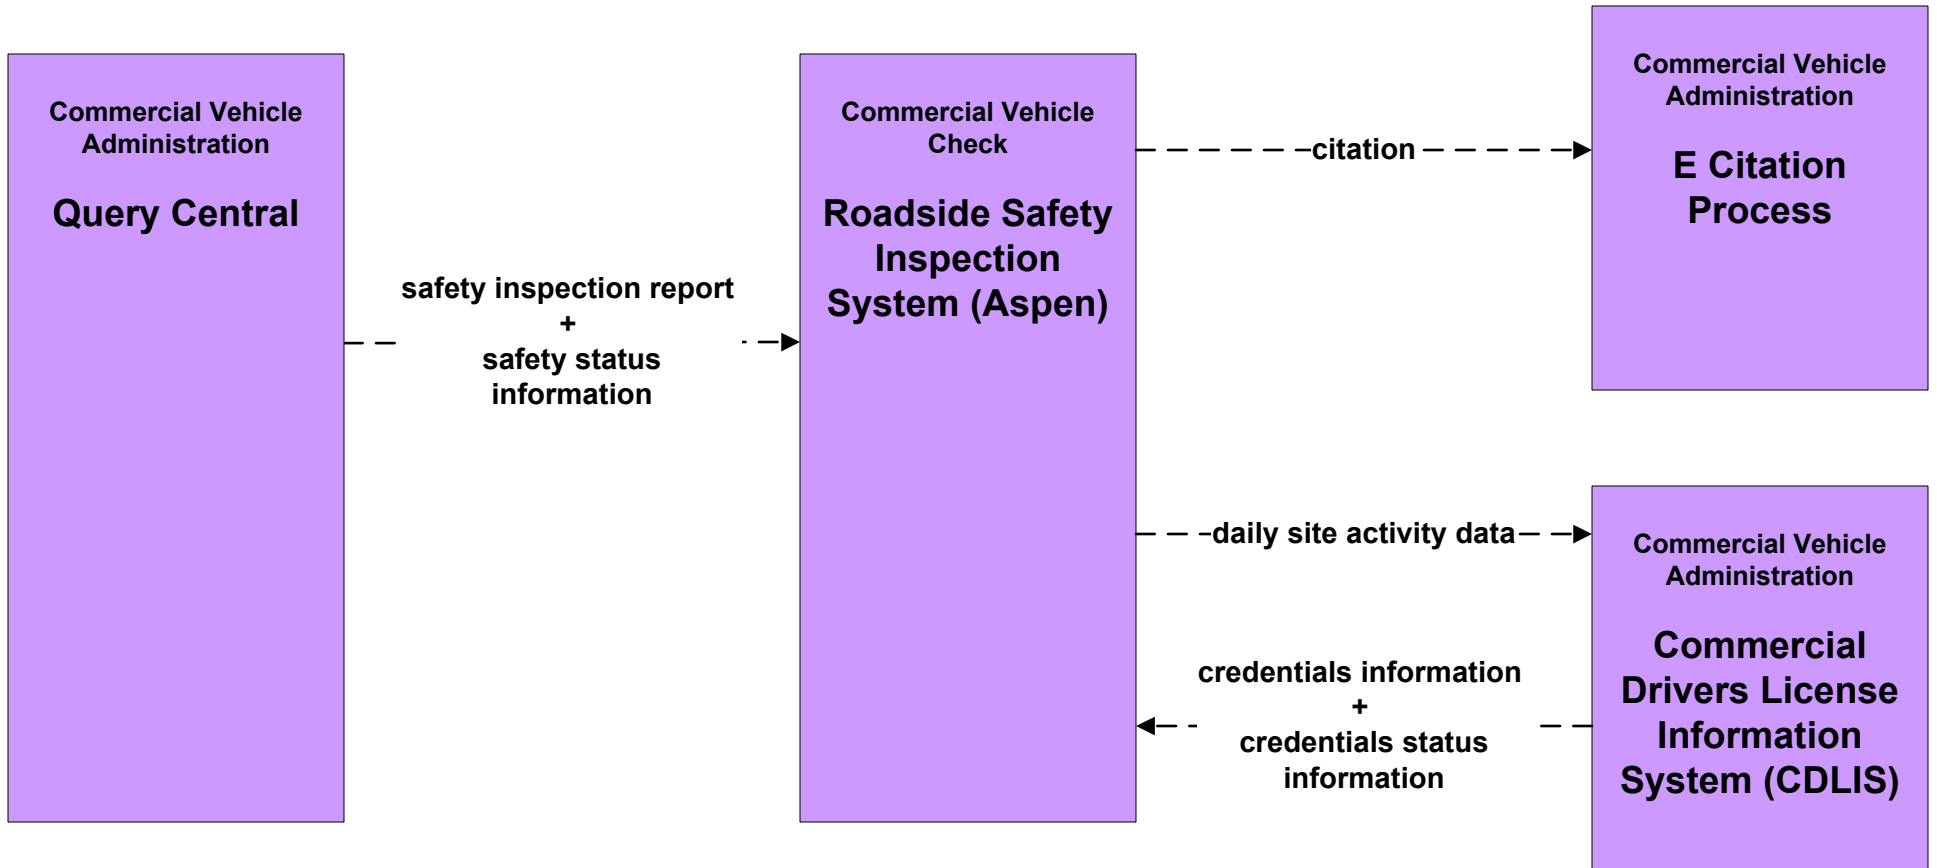 Commercial Vehicle
Administration
Query Central
safety inspection report
+
safety status
information
Commercial Vehicle
Check
Roadside Safety
Inspection
System (Aspen)
citation
Commercial Vehicle
Administration
E Citation
Process
daily site activity data
credentials information
+
credentials status
information
Commercial Vehicle
Administration
Commercial
Drivers License
Information
System (CDLIS)